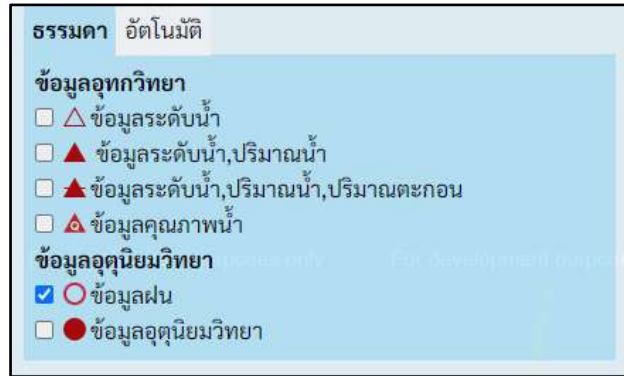 ธรรมดา อัตโนมัติ
ข้อมูลอุทกวิทยา
ข้อมูลระดับน้ำ
ข้อมูลระดับน้ำ,ปริมาณน้ำ
ข้อมูลระดับน้ำ,ปริมาณน้ำ,ปริมาณตะกอน
ข้อมูลคุณภาพน้ำ
ข้อมูลอุตุนิยมวิทยา poses only For development purpos
ข้อมูลฝน
ข้อมูลอุตุนิยมวิทยา